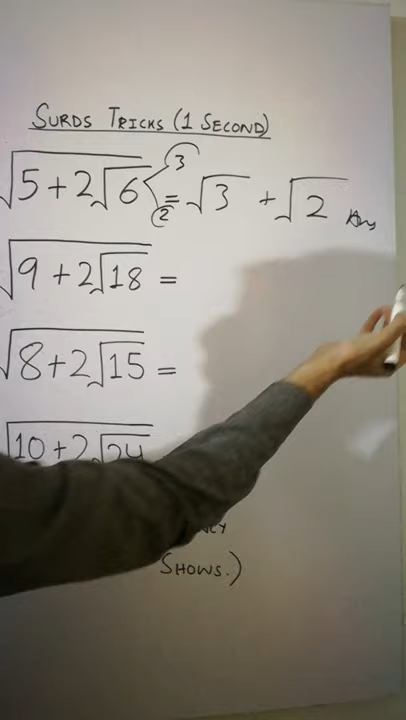 SURDS TRICKS (1 SECOND)
√5+2√6 = √3 + √2 Ans
3
2
√9+2√18 =
√8+2√15 =
√10+2√24
SHOWS.)